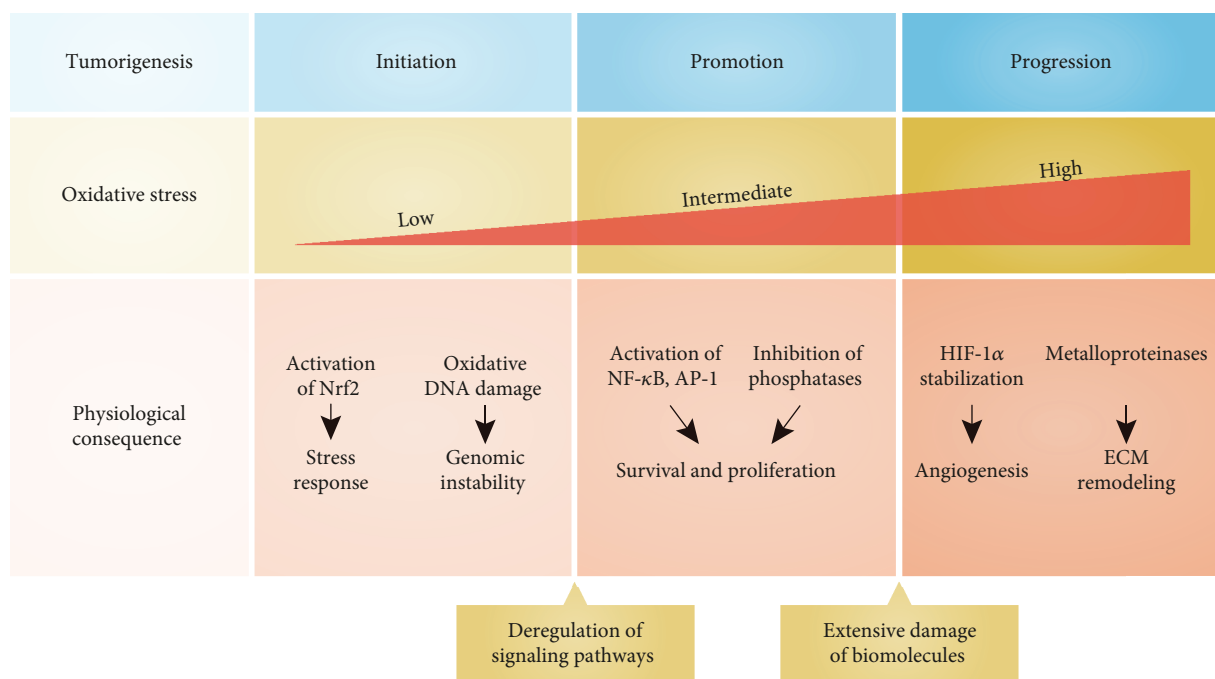 Tumorigenesis
Initiation
Promotion
Progression
Oxidative stress
Low
Intermediate
High
Physiological
consequence
Activation
of Nrf2
Stress
response
Oxidative
DNA damage
Genomic
instability
Activation of
NF-κB, AP-1
Inhibition of
phosphatases
Survival and proliferation
HIF-1α
stabilization
Angiogenesis
Metalloproteinases
ECM
remodeling
Deregulation of
signaling pathways
Extensive damage
of biomolecules